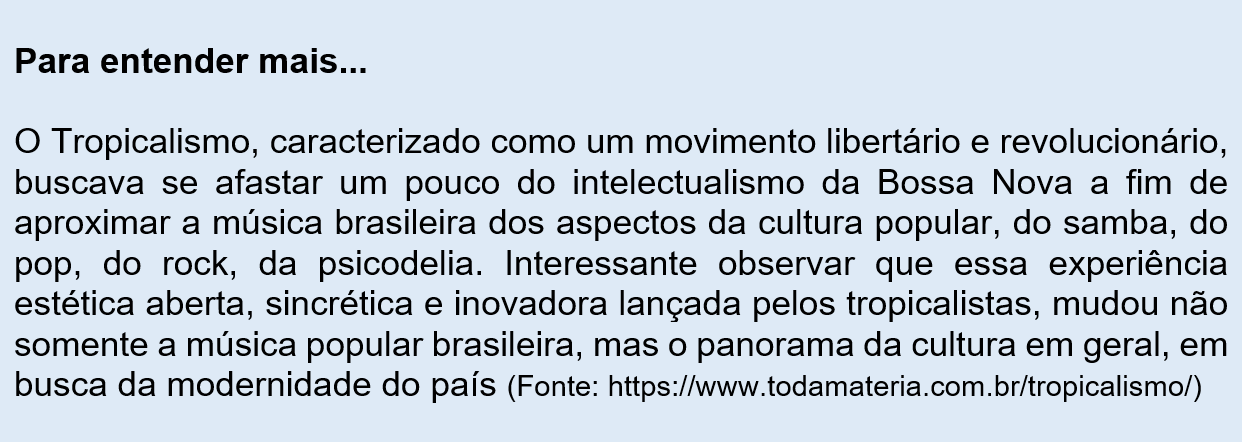 Para entender mais...
O Tropicalismo, caracterizado como um movimento libertário e revolucionário,
buscava se afastar um pouco do intelectualismo da Bossa Nova a fim de
aproximar a música brasileira dos aspectos da cultura popular, do samba, do
pop, do rock, da psicodelia. Interessante observar que essa experiência
estética aberta, sincrética e inovadora lançada pelos tropicalistas, mudou não
somente a música popular brasileira, mas o panorama da cultura em geral, em
busca da modernidade do país (Fonte: https://www.todamateria.com.br/tropicalismo/)